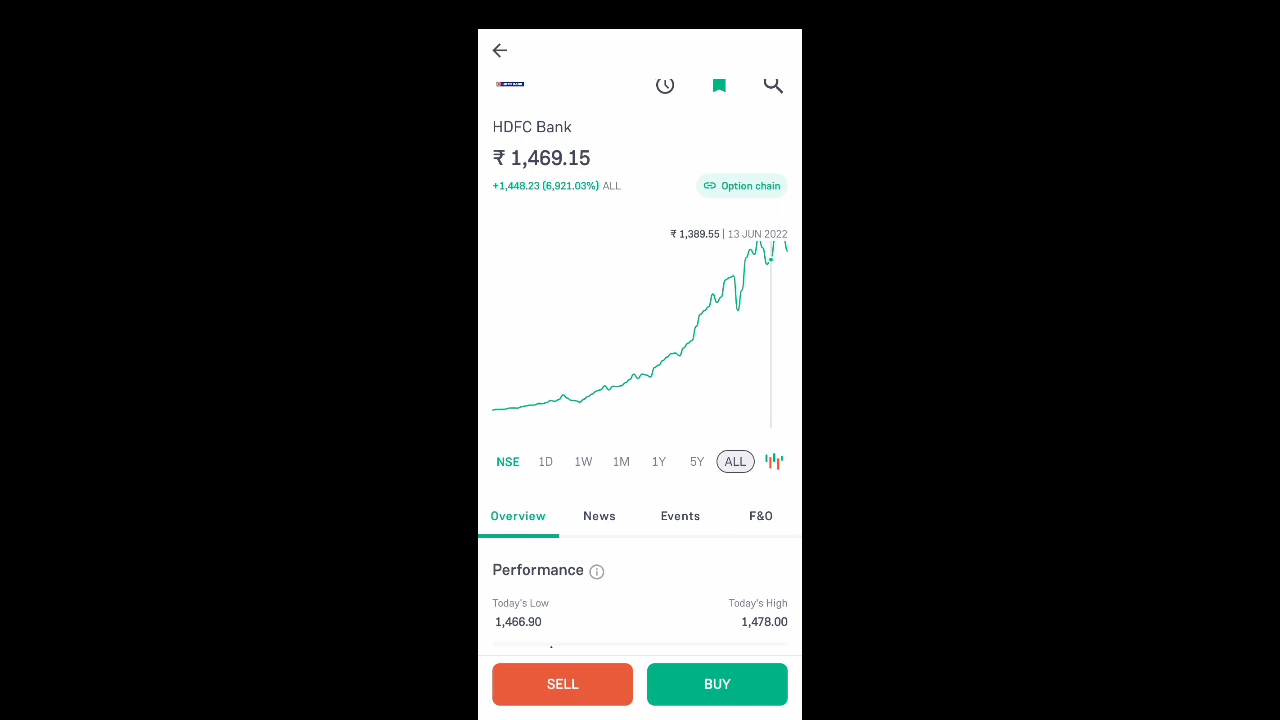 HDFC Bank
₹ 1,469.15
+1,448.23 (6,921.03%) ALL
Option chain
₹ 1,389.55 | 13 JUN 2022
NSE 1D 1W 1M 1Y 5Y ALL
Overview News Events F&O
Performance
Today's Low Today's High
1,466.90 1,478.00
SELL BUY